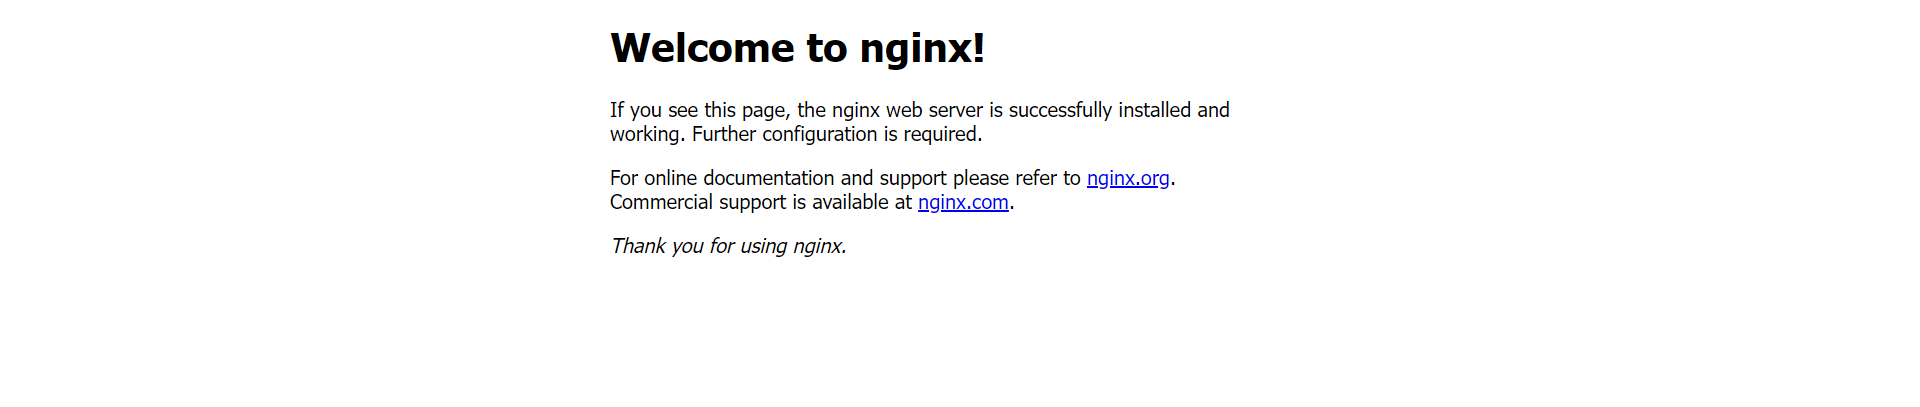 Welcome to nginx!
If you see this page, the nginx web server is successfully installed and
working. Further configuration is required.
For online documentation and support please refer to nginx.org.
Commercial support is available at nginx.com.
Thank you for using nginx.